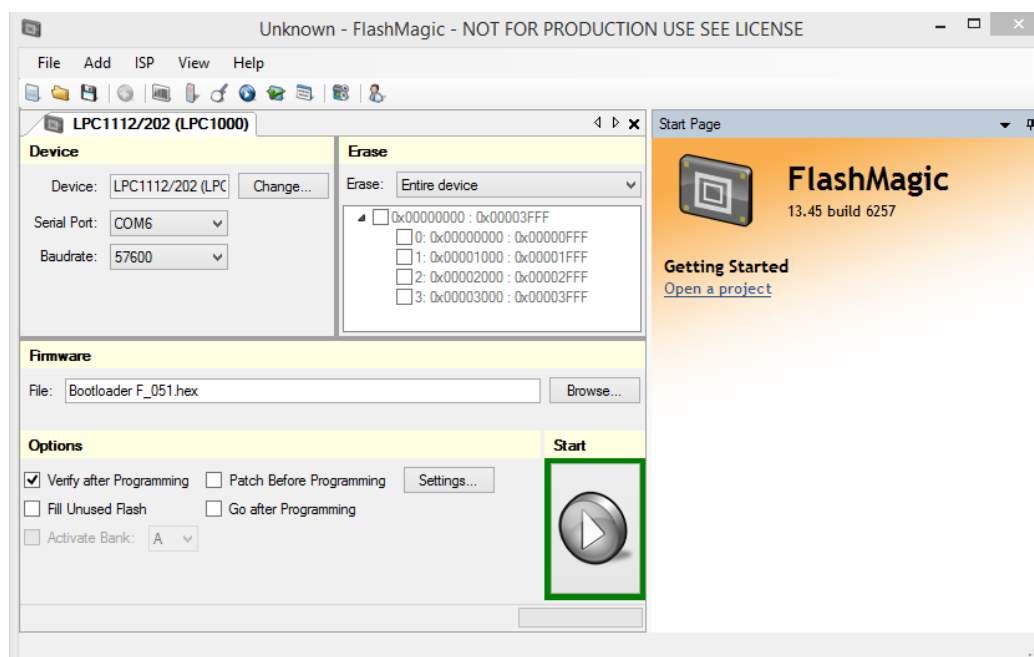 Unknown - FlashMagic - NOT FOR PRODUCTION USE SEE LICENSE
File Add ISP View Help
LPC1112/202 (LPC1000)
Start Page
Device
Device: LPC1112/202 (LPC Change...
Serial Port: COM6
Baudrate: 57600
Erase
Erase: Entire device
0x00000000 : 0x00003FFF
0: 0x00000000 : 0x00000FFF
1: 0x00001000 : 0x00001FFF
2: 0x00002000 : 0x00002FFF
3: 0x00003000 : 0x00003FFF
FlashMagic
13.45 build 6257
Getting Started
Open a project
Firmware
File: Bootloader F_051.hex Browse...
Options
Verify after Programming Patch Before Programming Settings...
Fill Unused Flash Go after Programming
Activate Bank: A
Start